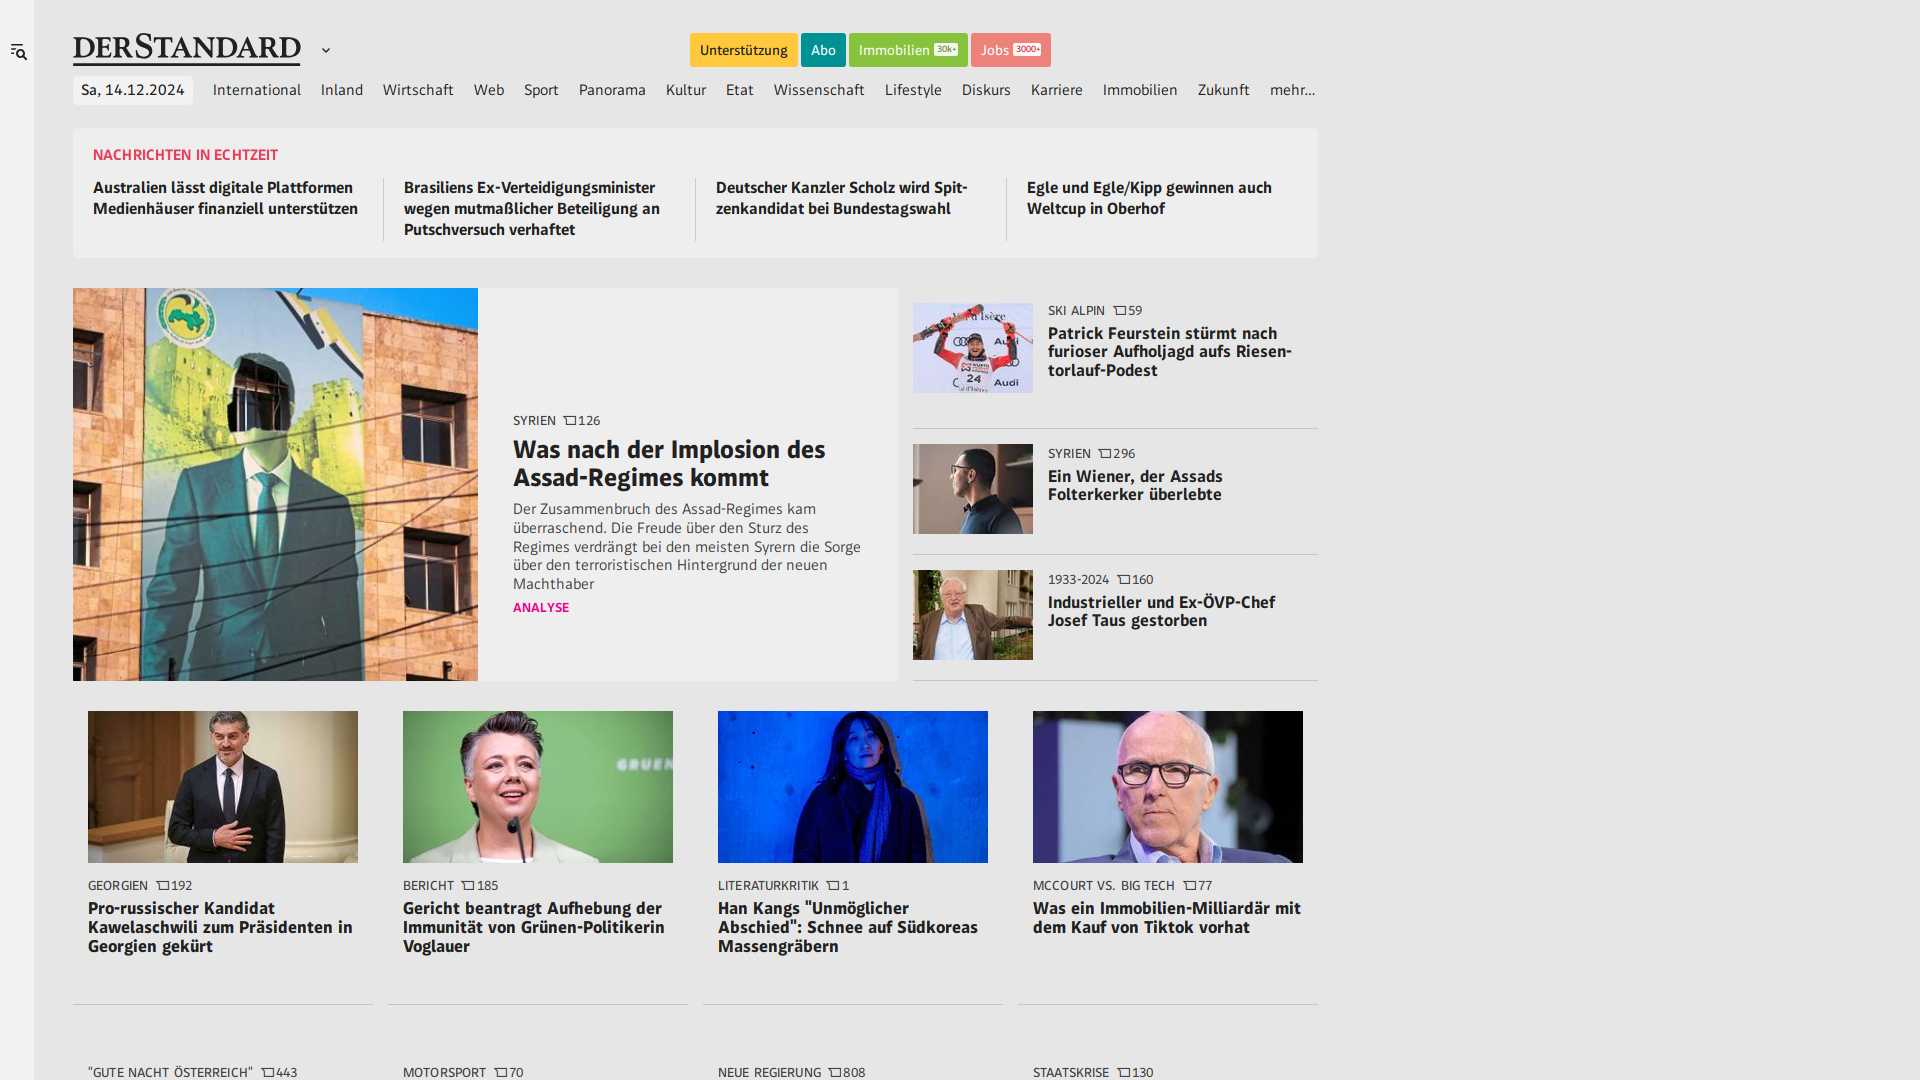 DERSTANDARD
Unterstützung
Abo
Immobilien 30k+
Jobs 3000+
Sa, 14.12.2024
International
Inland
Wirtschaft
Web
Sport
Panorama
Kultur
Etat
Wissenschaft
Lifestyle
Diskurs
Karriere
Immobilien
Zukunft
mehr...
NACHRICHTEN IN ECHTZEIT
Australien lässt digitale Plattformen
Medienhäuser finanziell unterstützen
Brasiliens Ex-Verteidigungsminister
wegen mutmaßlicher Beteiligung an
Putschversuch verhaftet
Deutscher Kanzler Scholz wird Spit-
zenkandidat bei Bundestagswahl
Egle und Egle/Kipp gewinnen auch
Weltcup in Oberhof
SYRIEN 126
Was nach der Implosion des
Assad-Regimes kommt
Der Zusammenbruch des Assad-Regimes kam
überraschend. Die Freude über den Sturz des
Regimes verdrängt bei den meisten Syrern die Sorge
über den terroristischen Hintergrund der neuen
Machthaber
ANALYSE
Audi
24
Audi
SKI ALPIN 59
Patrick Feurstein stürmt nach
furioser Aufholjagd aufs Riesen-
torlauf-Podest
SYRIEN 296
Ein Wiener, der Assads
Folterkerker überlebte
1933-2024 160
Industrieller und Ex-ÖVP-Chef
Josef Taus gestorben
GEORGIEN 192
Pro-russischer Kandidat
Kawelaschwili zum Präsidenten in
Georgien gekürt
GRUEN
BERICHT 185
Gericht beantragt Aufhebung der
Immunität von Grünen-Politikerin
Voglauer
LITERATURKRITIK 1
Han Kangs "Unmöglicher
Abschied": Schnee auf Südkoreas
Massengräbern
MCCOURT VS. BIG TECH 77
Was ein Immobilien-Milliardär mit
dem Kauf von Tiktok vorhat
"GUTE NACHT ÖSTERREICH" 443
MOTORSPORT 70
NEUE REGIERUNG 808
STAATSKRISE 130